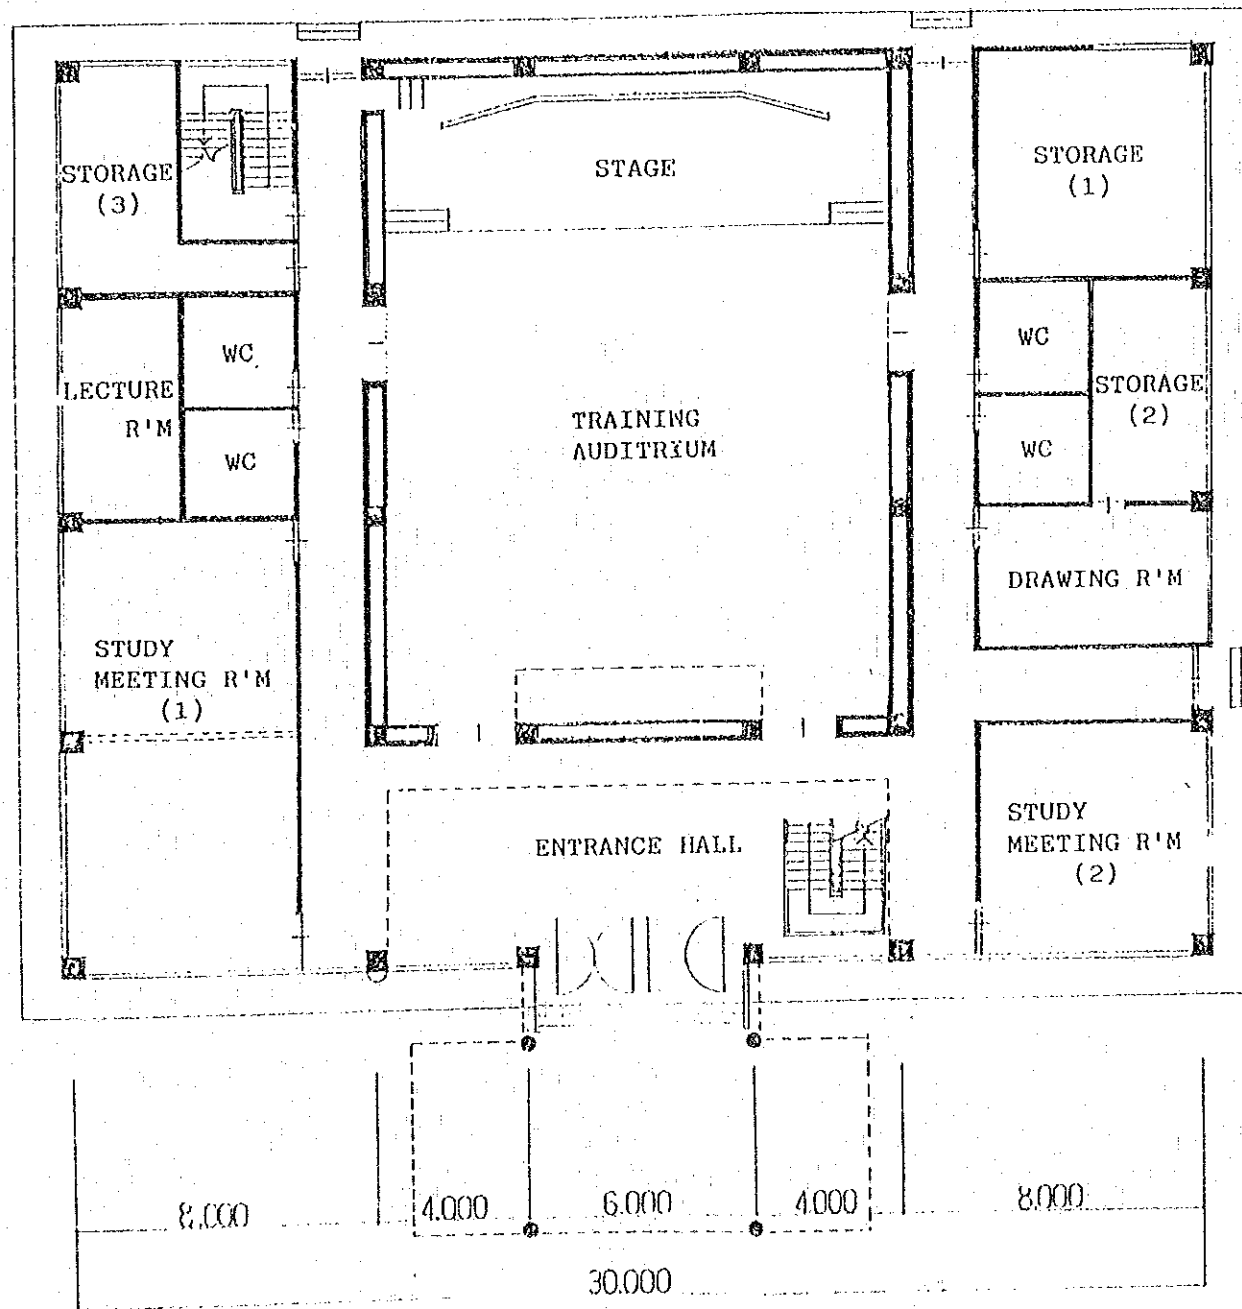 STORAGE
(3)
STAGE
STORAGE
(1)
LECTURE
R'M
WC
WC
TRAINING
AUDITRIUM
WC
WC
STORAGE
(2)
DRAWING R'M
STUDY
MEETING R'M
(1)
ENTRANCE HALL
STUDY
MEETING R'M
(2)
8.000
4.000
6.000
4.000
8.000
30.000